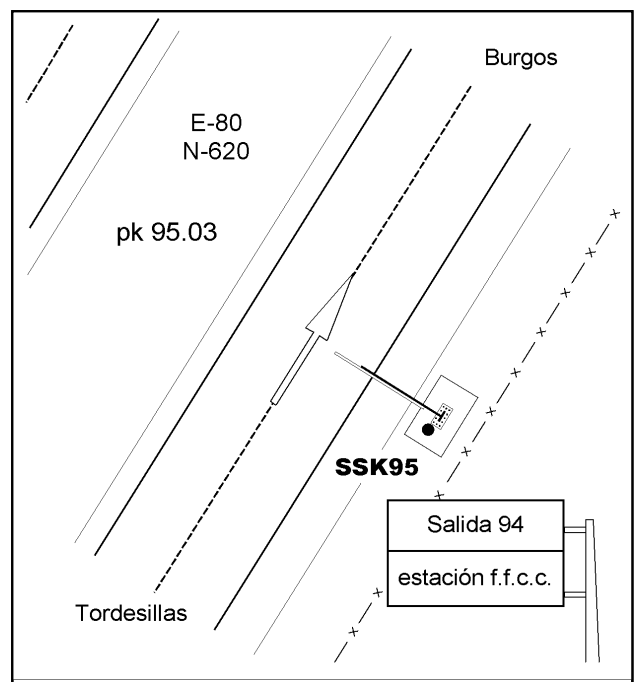 Burgos
E-80
N-620
pk 95.03
SSK95
Salida 94
estación f.f.c.c.
Tordesillas